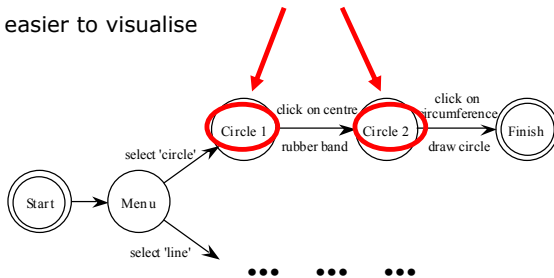 easier to visualise
click on centre
click on
circumference
Circle 1
Circle 2
Finish
rubber band
draw circle
select 'circle'
Start
Menu
select 'line'